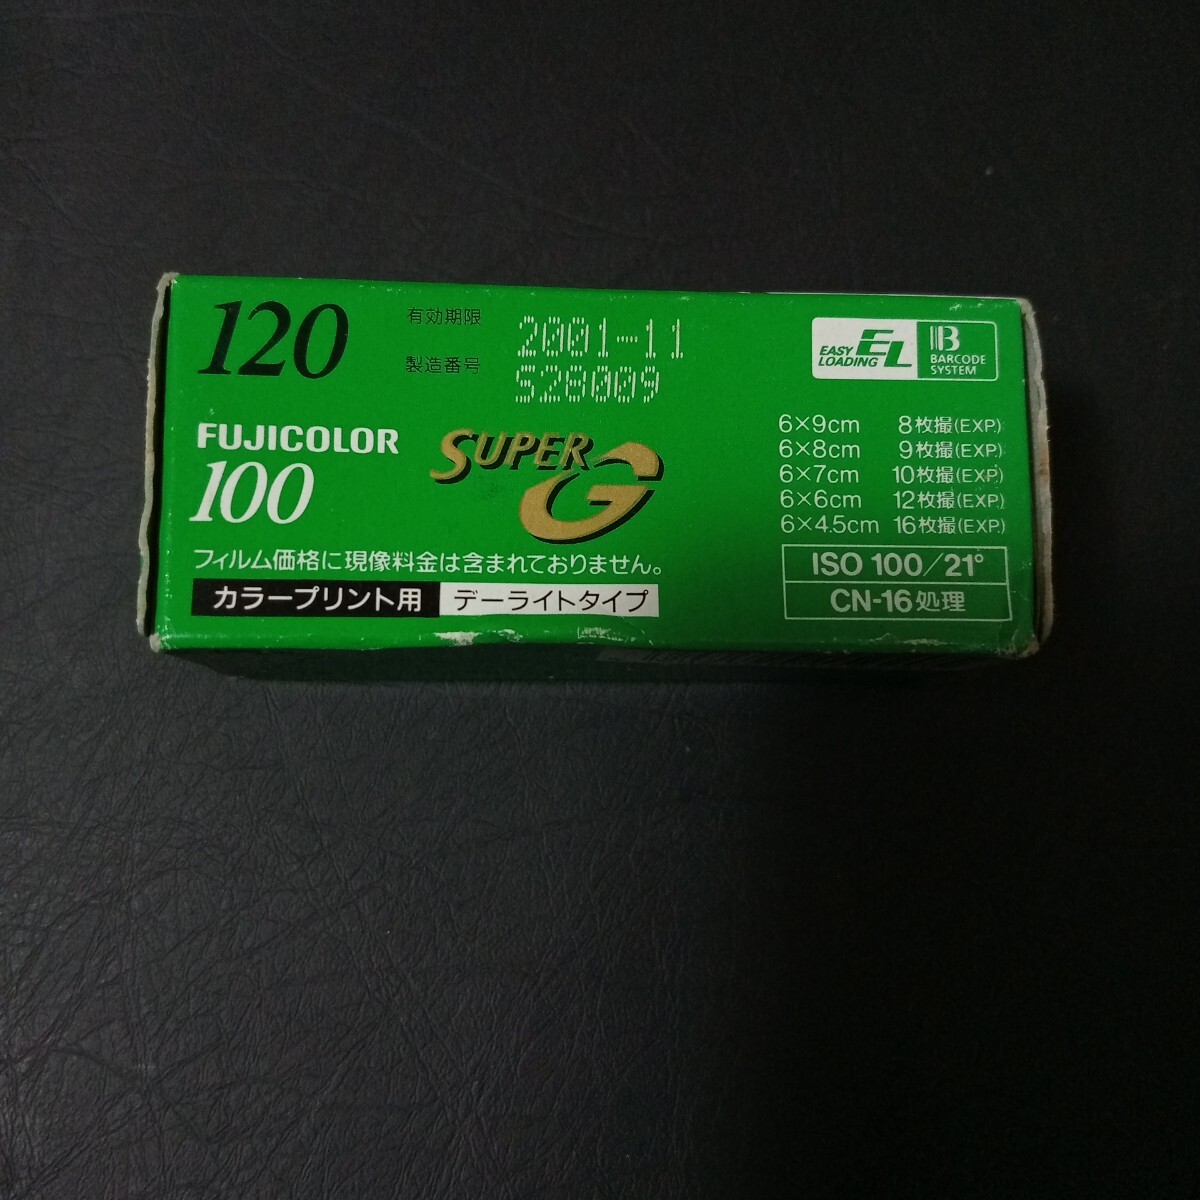 120
有効期限 2001-11
製造番号 S28009
EASY LOADING EL
B BARCODE SYSTEM
FUJICOLOR
100
SUPER G
6×9cm 8枚撮(EXP.)
6×8cm 9枚撮(EXP.)
6×7cm 10枚撮(EXP.)
6×6cm 12枚撮(EXP.)
6×4.5cm 16枚撮(EXP.)
フィルム価格に現像料金は含まれておりません。
カラープリント用 デーライトタイプ
ISO 100/21°
CN-16処理